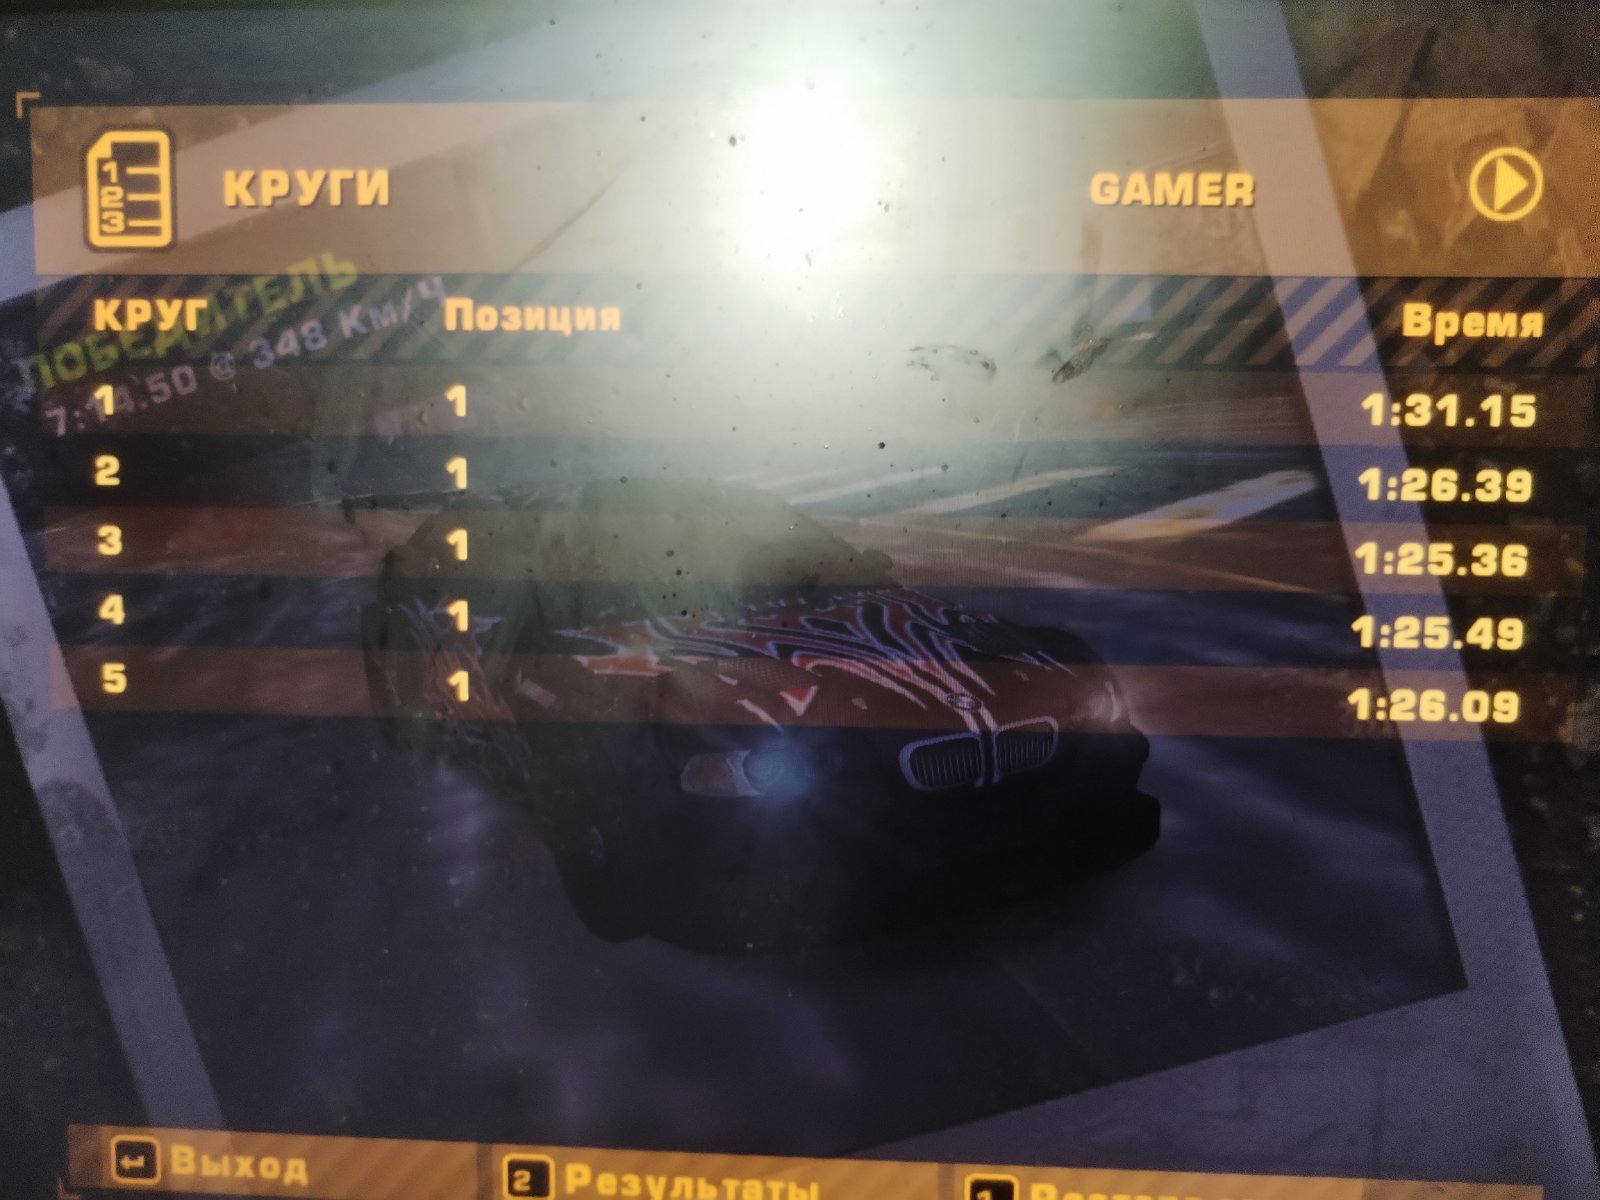 КРУГИ GAMER
ПОБЕДИТЕЛЬ
7:14.50 @ 348 Км/Ч
КРУГ Позиция Время
1 1 1:31.15
2 1 1:26.39
3 1 1:25.36
4 1 1:25.49
5 1 1:26.09
Выход 2 Результаты 1